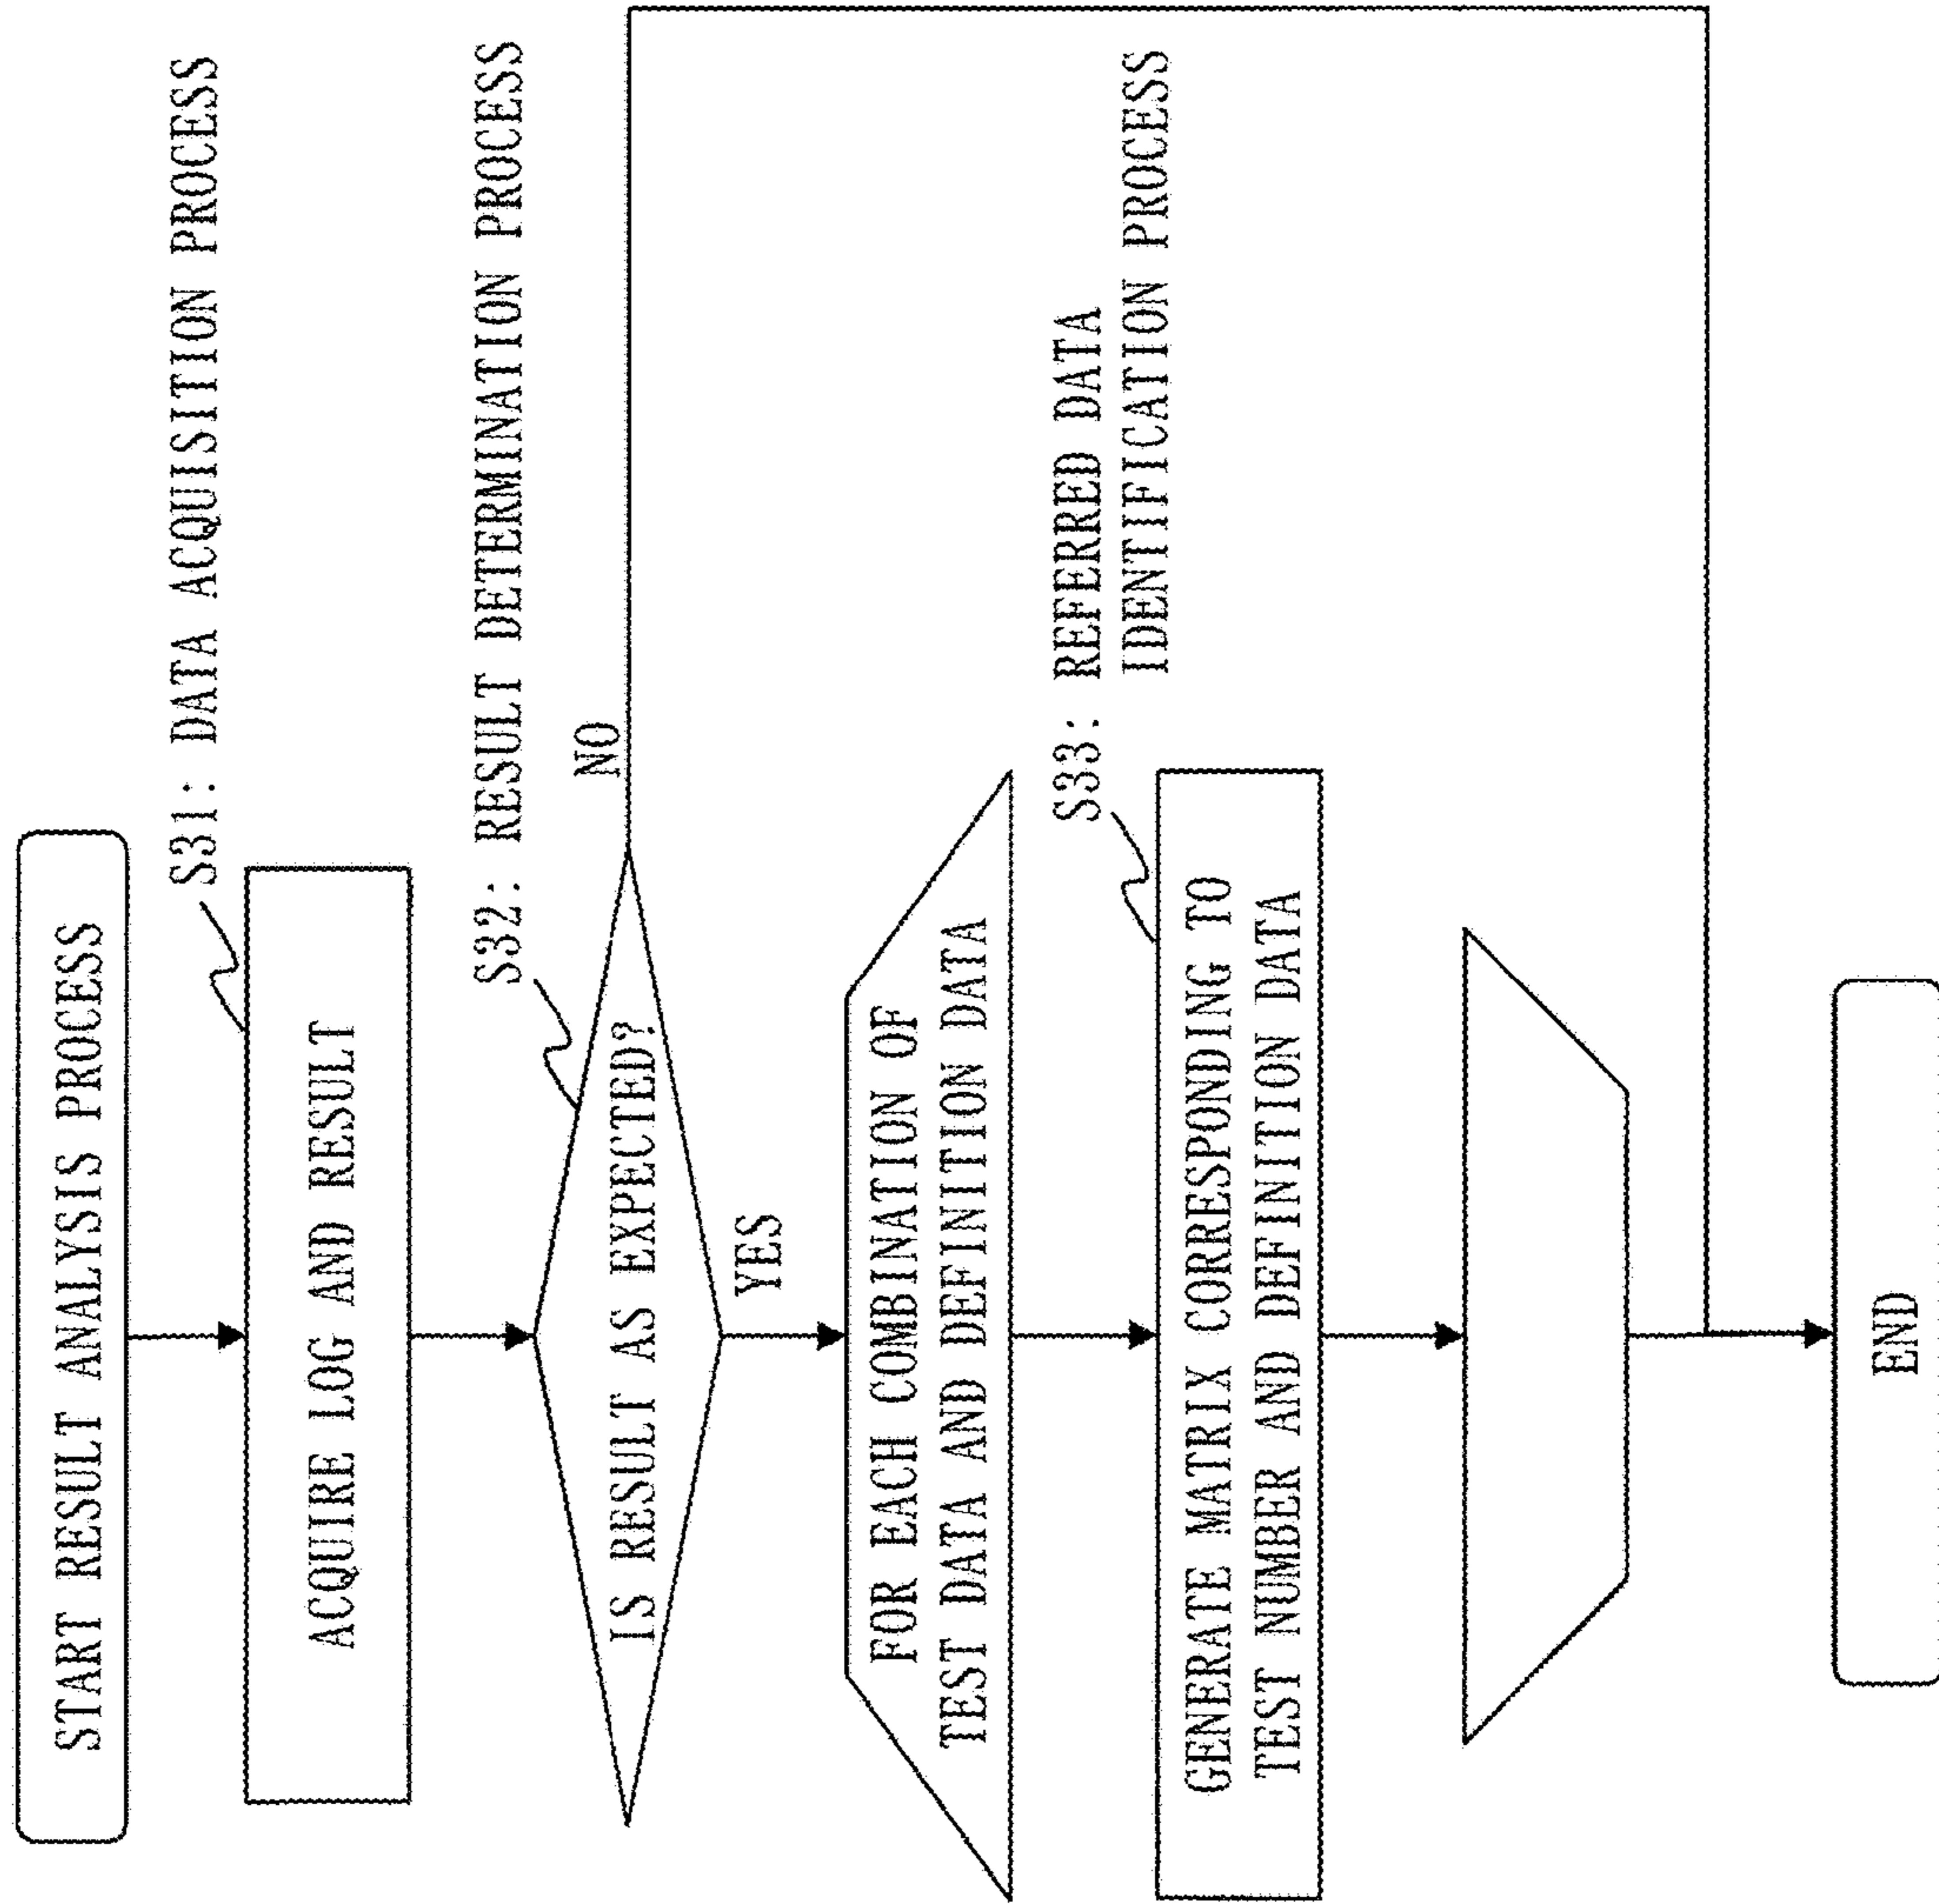 START RESULT ANALYSIS PROCESS
S31: DATA ACQUISITION PROCESS
ACQUIRE LOG AND RESULT
S32: RESULT DETERMINATION PROCESS
IS RESULT AS EXPECTED?
NO
YES
FOR EACH COMBINATION OF
TEST DATA AND DEFINITION DATA
S33: REFERRED DATA
IDENTIFICATION PROCESS
GENERATE MATRIX CORRESPONDING TO
TEST NUMBER AND DEFINITION DATA
END